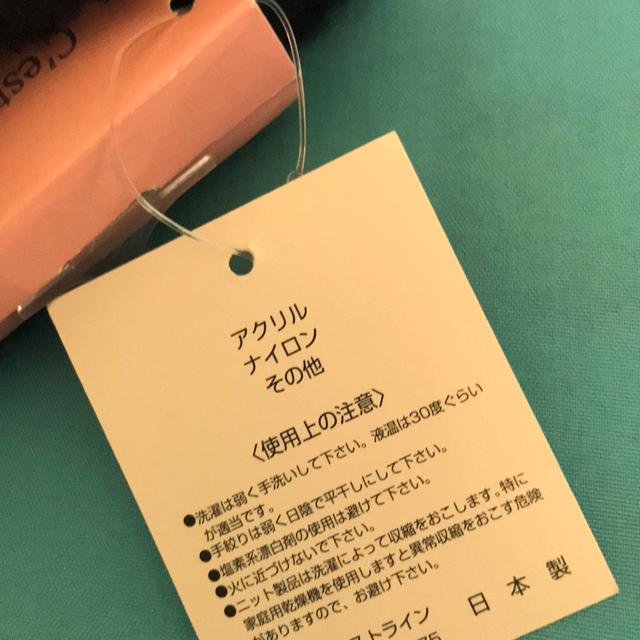 C'est
アクリル
ナイロン
その他
〈使用上の注意〉
●洗濯は弱く手洗いして下さい。液温は30度ぐらい
が適当です。
●手絞りは弱く日陰で平干しにして下さい。
●塩素系漂白剤の使用は避けて下さい。
●火に近づけないで下さい。
●ニット製品は洗濯によって収縮をおこします。特に
家庭用乾燥機を使用しますと異常収縮をおこす危険
がありますので、お避け下さい。
ストライン 日本製